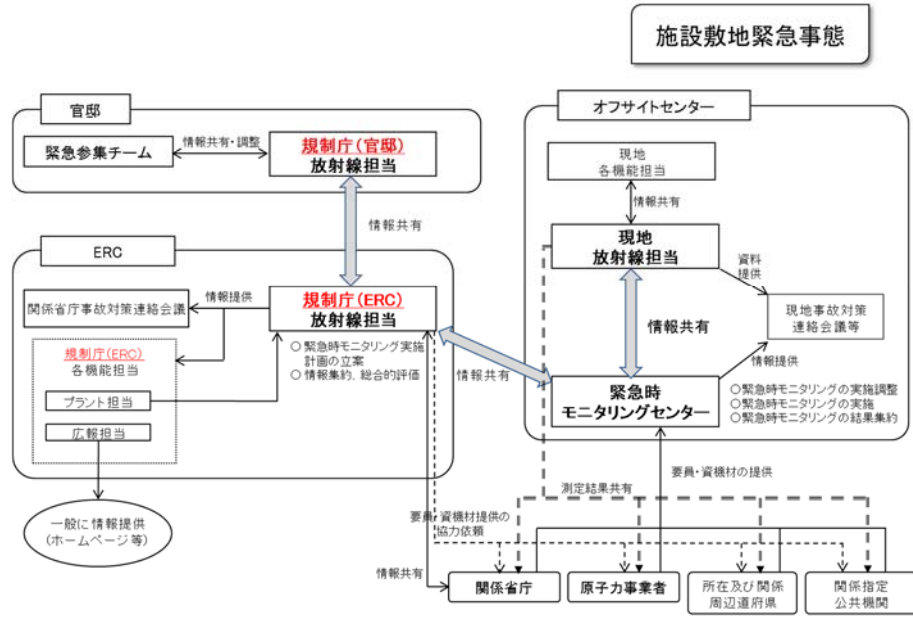 施設敷地緊急事態
官邸
緊急参集チーム
情報共有・調整
規制庁(官邸)
放射線担当
情報共有
ERC
関係省庁事故対策連絡会議
情報提供
規制庁(ERC)
放射線担当
○ 緊急時モニタリング実施
計画の立案
○ 情報集約、総合的評価
規制庁(ERC)
各機能担当
プラント担当
広報担当
一般に情報提供
(ホームページ等)
情報共有
オフサイトセンター
現地
各機能担当
情報共有
現地
放射線担当
資料
提供
情報共有
現地事故対策
連絡会議等
情報提供
緊急時
モニタリングセンター
○緊急時モニタリングの実施調整
○緊急時モニタリングの実施
○緊急時モニタリングの結果集約
要員・資機材の提供
測定結果共有
要員・資機材提供の
協力依頼
情報共有
関係省庁
原子力事業者
所在及び関係
周辺道府県
関係指定
公共機関